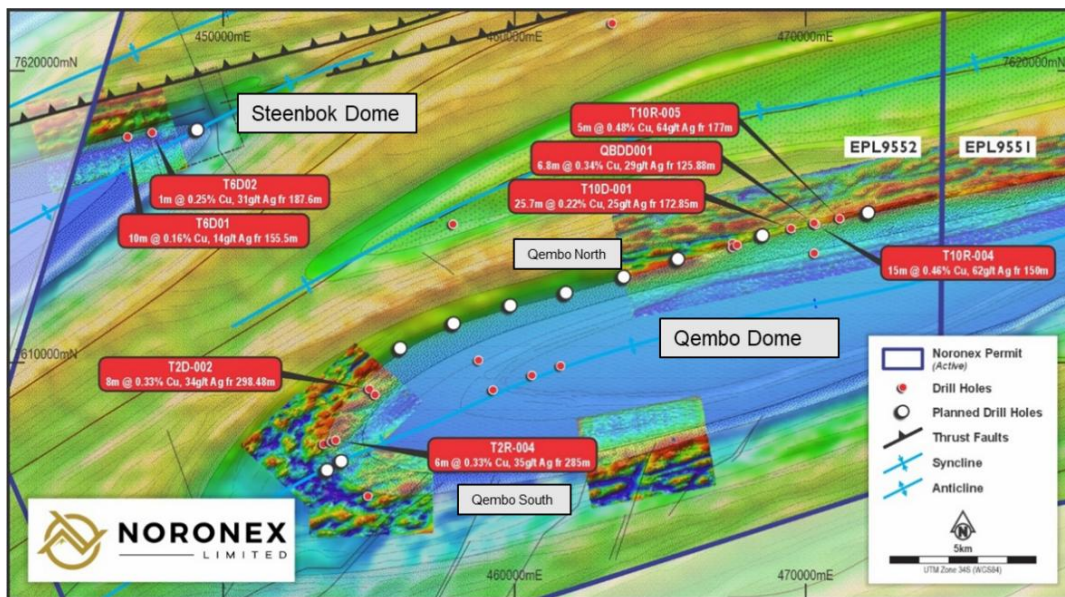 450000mE
460000mE
470000mE
7620000mN
7620000mN
Steenbok Dome
T10R-005
5m @ 0.48% Cu, 64g/t Ag fr 177m
QBDD001
6.8m @ 0.34% Cu, 29g/t Ag fr 125.88m
EPL9552
EPL9551
T6D02
1m @ 0.25% Cu, 31g/t Ag fr 187.6m
T10D-001
25.7m @ 0.22% Cu, 25g/t Ag fr 172.85m
T6D01
10m @ 0.16% Cu, 14g/t Ag fr 155.5m
Qembo North
T10R-004
15m @ 0.46% Cu, 62g/t Ag fr 150m
Qembo Dome
7610000mN
T2D-002
8m @ 0.33% Cu, 34g/t Ag fr 298.48m
T2R-004
6m @ 0.33% Cu, 35g/t Ag fr 285m
Qembo South
NORONEX
LIMITED
460000mE
470000mE
Noronex Permit
(Active)
Drill Holes
Planned Drill Holes
Thrust Faults
Syncline
Anticline
N
5km
UTM Zone 34S (WGS84)